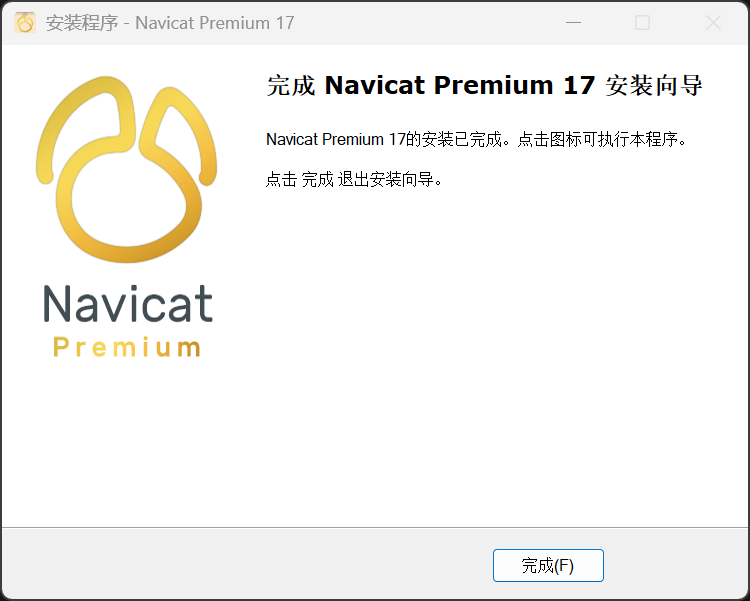 安装程序 - Navicat Premium 17
完成 Navicat Premium 17 安装向导
Navicat Premium 17的安装已完成。点击图标可执行本程序。
点击 完成 退出安装向导。
Navicat
Premium
完成(F)